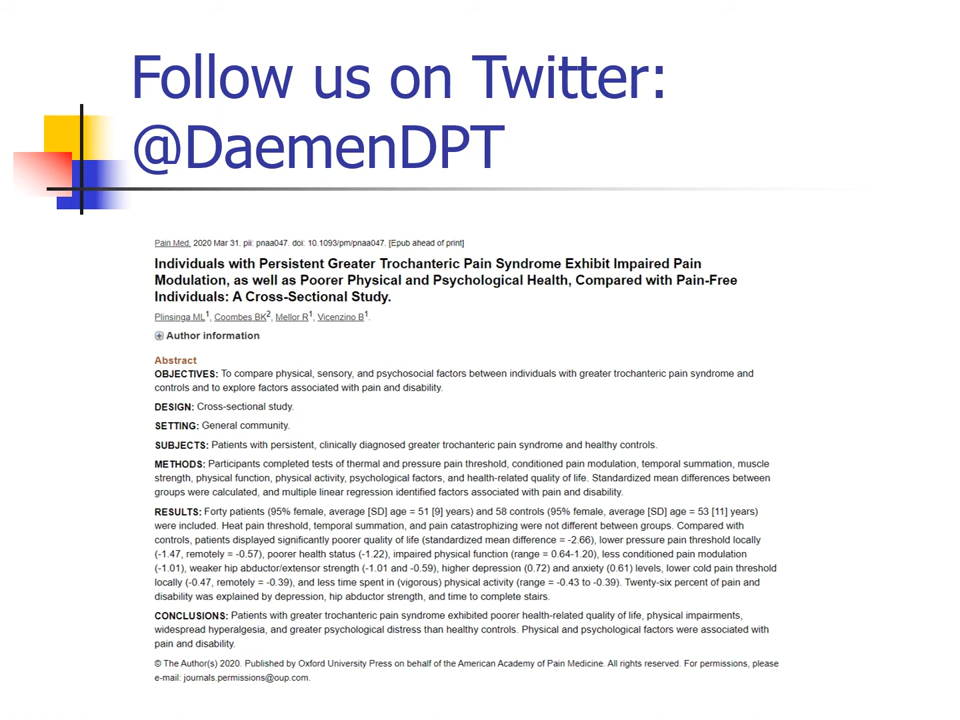 Follow us on Twitter:
@DaemenDPT
Pain Med. 2020 Mar 31. pii: pnaa047. doi: 10.1093/pm/pnaa047. [Epub ahead of print]
Individuals with Persistent Greater Trochanteric Pain Syndrome Exhibit Impaired Pain
Modulation, as well as Poorer Physical and Psychological Health, Compared with Pain-Free
Individuals: A Cross-Sectional Study.
Plinsinga ML1, Coombes BK2, Mellor R1, Vicenzino B1.
Author information
Abstract
OBJECTIVES: To compare physical, sensory, and psychosocial factors between individuals with greater trochanteric pain syndrome and
controls and to explore factors associated with pain and disability.
DESIGN: Cross-sectional study.
SETTING: General community.
SUBJECTS: Patients with persistent, clinically diagnosed greater trochanteric pain syndrome and healthy controls.
METHODS: Participants completed tests of thermal and pressure pain threshold, conditioned pain modulation, temporal summation, muscle
strength, physical function, physical activity, psychological factors, and health-related quality of life. Standardized mean differences between
groups were calculated, and multiple linear regression identified factors associated with pain and disability.
RESULTS: Forty patients (95% female, average [SD] age = 51 [9] years) and 58 controls (95% female, average [SD] age = 53 [11] years)
were included. Heat pain threshold, temporal summation, and pain catastrophizing were not different between groups. Compared with
controls, patients displayed significantly poorer quality of life (standardized mean difference = -2.66), lower pressure pain threshold locally
(-1.47, remotely = -0.57), poorer health status (-1.22), impaired physical function (range = 0.64-1.20), less conditioned pain modulation
(-1.01), weaker hip abductor/extensor strength (-1.01 and -0.59), higher depression (0.72) and anxiety (0.61) levels, lower cold pain threshold
locally (-0.47, remotely = -0.39), and less time spent in (vigorous) physical activity (range = -0.43 to -0.39). Twenty-six percent of pain and
disability was explained by depression, hip abductor strength, and time to complete stairs.
CONCLUSIONS: Patients with greater trochanteric pain syndrome exhibited poorer health-related quality of life, physical impairments,
widespread hyperalgesia, and greater psychological distress than healthy controls. Physical and psychological factors were associated with
pain and disability.
© The Author(s) 2020. Published by Oxford University Press on behalf of the American Academy of Pain Medicine. All rights reserved. For permissions, please
e-mail: journals.permissions@oup.com.